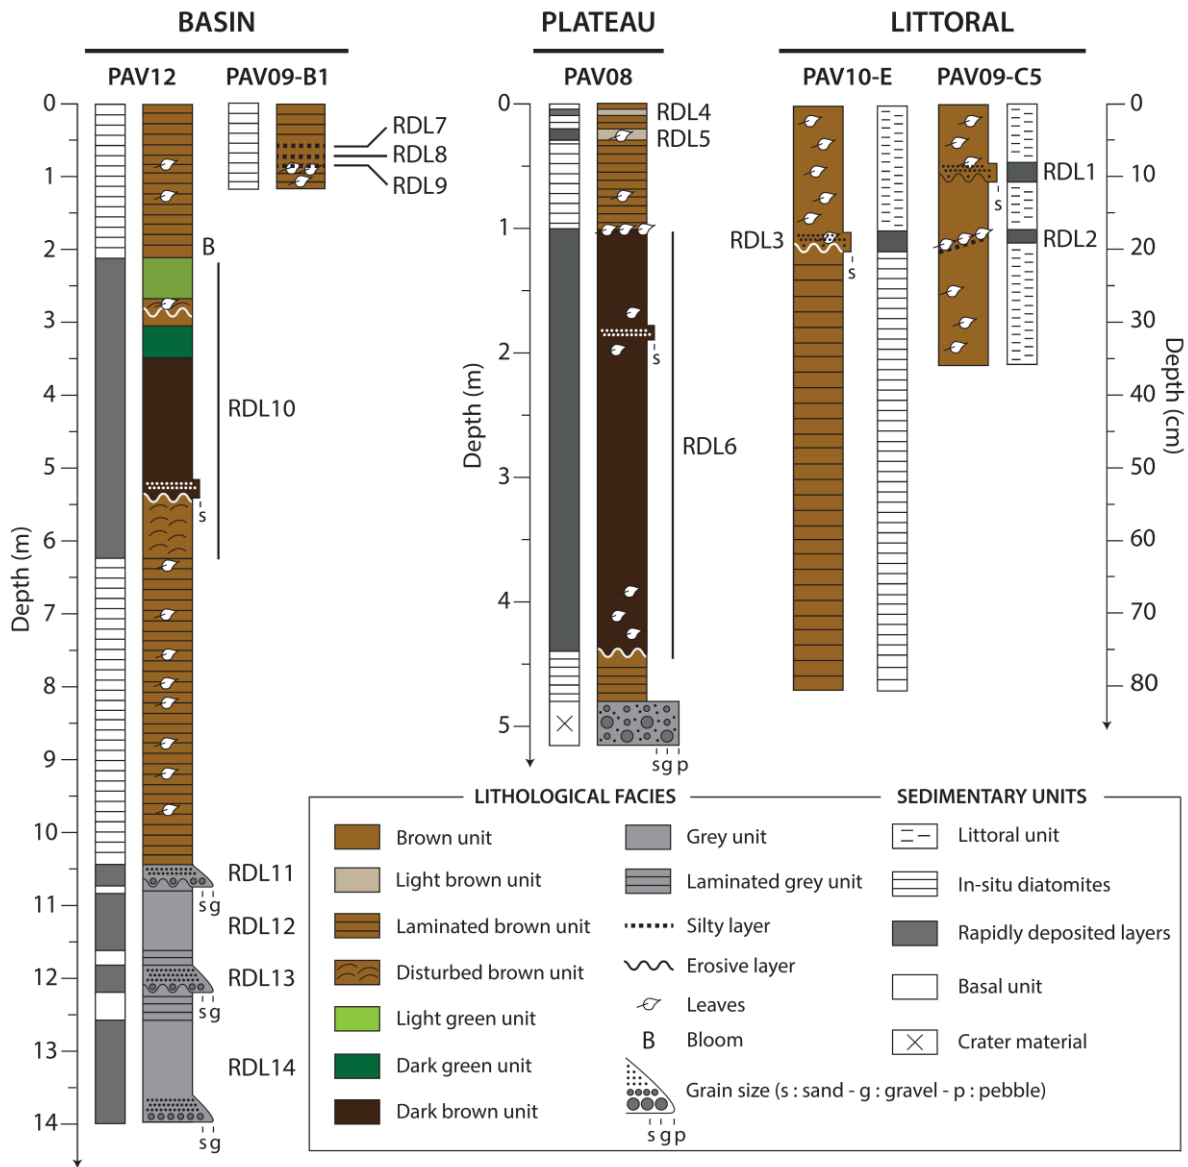 BASIN
PLATEAU
LITTORAL
PAV12
PAV09-B1
PAV08
PAV10-E
PAV09-C5
0
1
2
3
4
5
6
7
8
9
10
11
12
13
14
Depth (m)
B
s
s g
s g
s g
RDL7
RDL8
RDL9
RDL10
RDL11
RDL12
RDL13
RDL14
0
1
2
3
4
5
Depth (m)
RDL4
RDL5
s
RDL6
s g p
RDL3
s
s
RDL1
RDL2
0
10
20
30
40
50
60
70
80
Depth (cm)
LITHOLOGICAL FACIES
Brown unit
Light brown unit
Laminated brown unit
Disturbed brown unit
Light green unit
Dark green unit
Dark brown unit
Grey unit
Laminated grey unit
Silty layer
Erosive layer
Leaves
B Bloom
Grain size (s : sand - g : gravel - p : pebble)
s g p
SEDIMENTARY UNITS
Littoral unit
In-situ diatomites
Rapidly deposited layers
Basal unit
Crater material